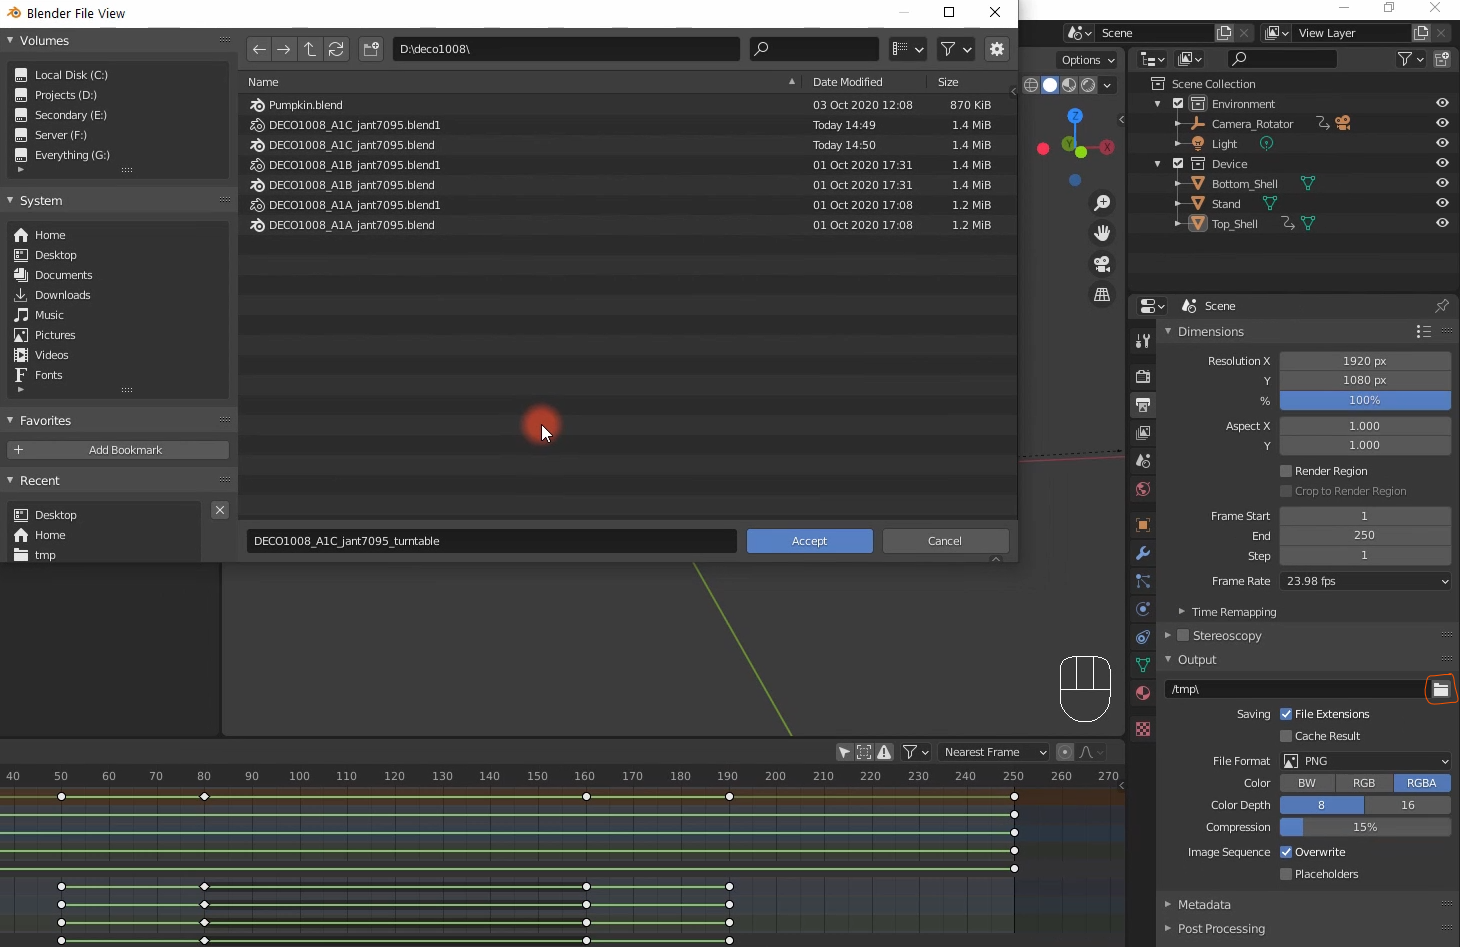 Blender File View
Volumes
Local Disk (C:)
Projects (D:)
Secondary (E:)
Server (F:)
Everything (G:)
System
Home
Desktop
Documents
Downloads
Music
Pictures
Videos
Fonts
Favorites
Add Bookmark
Recent
Desktop
Home
tmp
D:\deco1008\
Name Date Modified Size
Pumpkin.blend 03 Oct 2020 12:08 870 KiB
DECO1008_A1C_jant7095.blend1 Today 14:49 1.4 MiB
DECO1008_A1C_jant7095.blend Today 14:50 1.4 MiB
DECO1008_A1B_jant7095.blend1 01 Oct 2020 17:31 1.4 MiB
DECO1008_A1B_jant7095.blend 01 Oct 2020 17:31 1.4 MiB
DECO1008_A1A_jant7095.blend1 01 Oct 2020 17:08 1.2 MiB
DECO1008_A1A_jant7095.blend 01 Oct 2020 17:08 1.2 MiB
DECO1008_A1C_jant7095_turntable Accept Cancel
Scene View Layer
Options
Z
Y
X
Scene Collection
Environment
Camera_Rotator
Light
Device
Bottom_Shell
Stand
Top_Shell
Scene
Dimensions
Resolution X 1920 px
Y 1080 px
% 100%
Aspect X 1.000
Y 1.000
Render Region
Crop to Render Region
Frame Start 1
End 250
Step 1
Frame Rate 23.98 fps
Time Remapping
Stereoscopy
Output
/tmp\
Saving File Extensions
Cache Result
File Format PNG
Color BW RGB RGBA
Color Depth 8 16
Compression 15%
Image Sequence Overwrite
Placeholders
Metadata
Post Processing
Nearest Frame
40 50 60 70 80 90 100 110 120 130 140 150 160 170 180 190 200 210 220 230 240 250 260 270